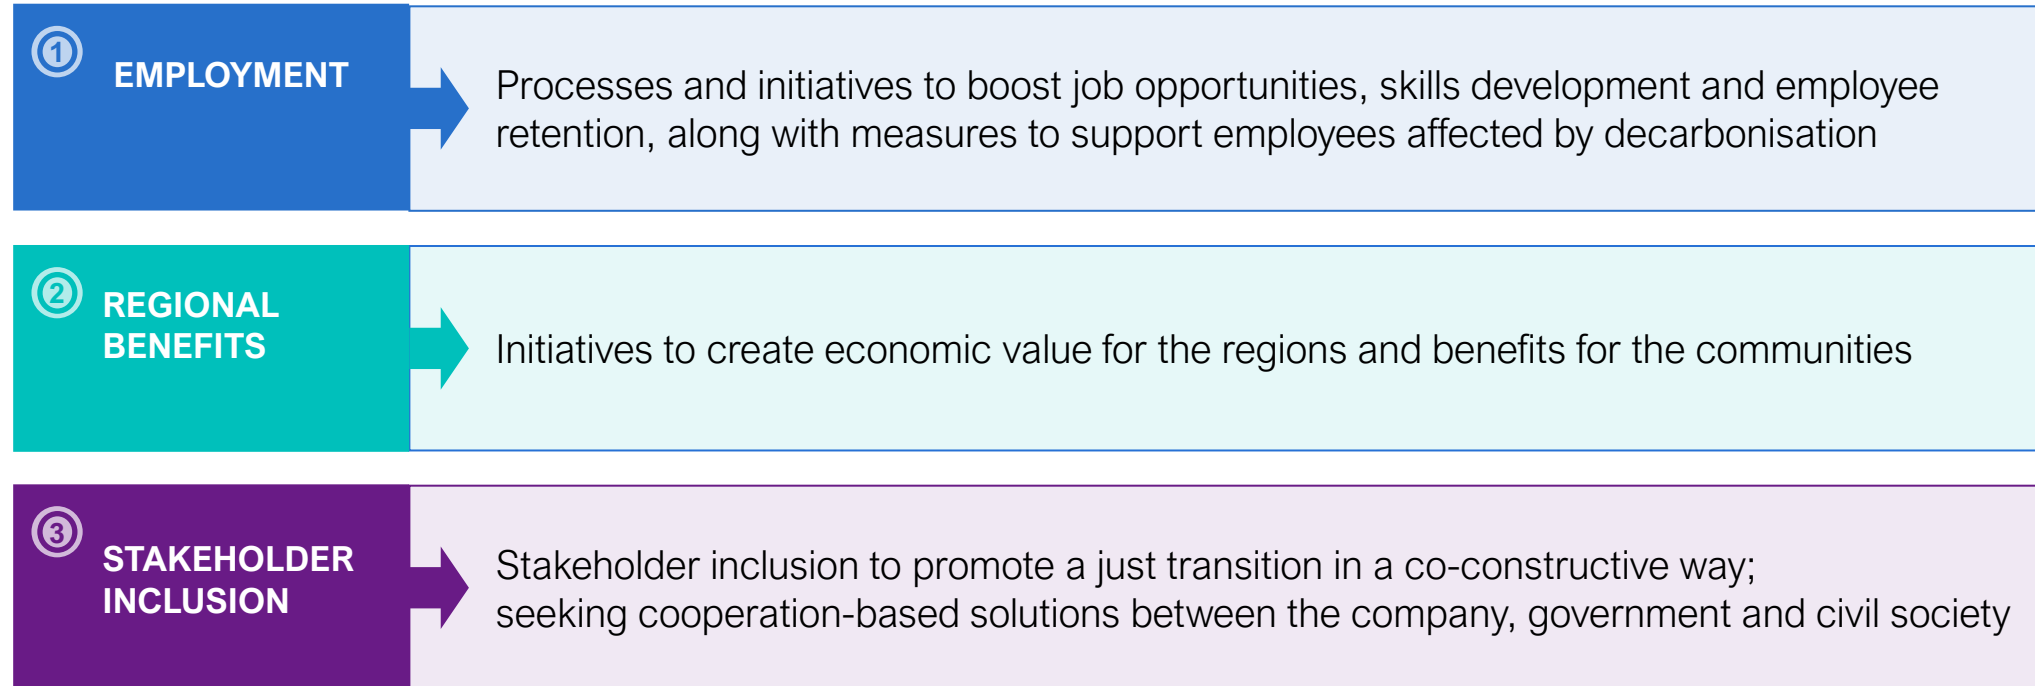 1
EMPLOYMENT
Processes and initiatives to boost job opportunities, skills development and employee
retention, along with measures to support employees affected by decarbonisation
2
REGIONAL
BENEFITS
Initiatives to create economic value for the regions and benefits for the communities
3
STAKEHOLDER
INCLUSION
Stakeholder inclusion to promote a just transition in a co-constructive way;
seeking cooperation-based solutions between the company, government and civil society